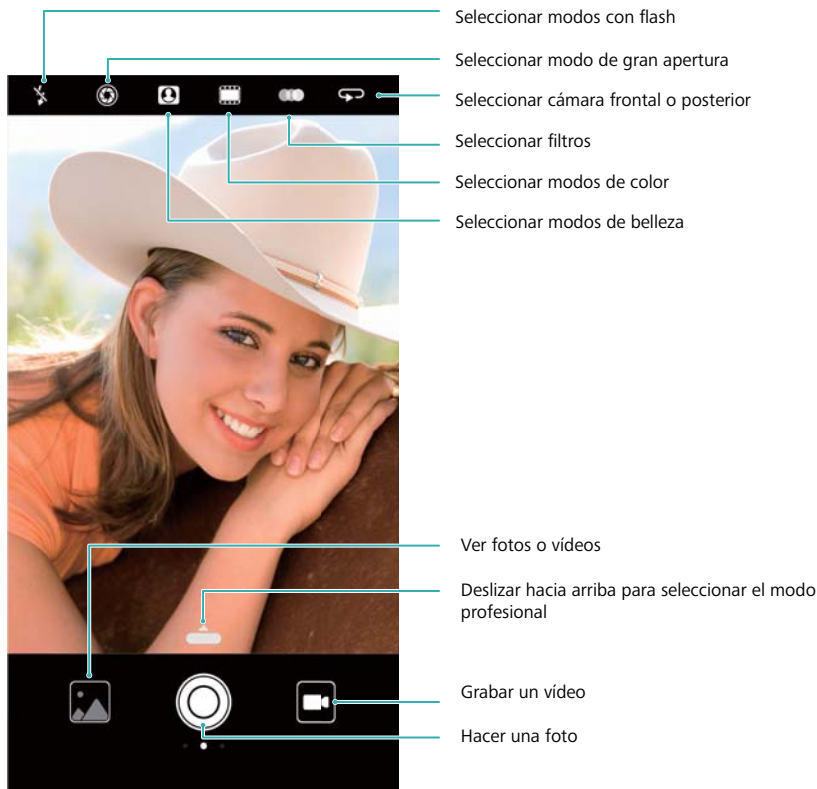 Seleccionar modos con flash
Seleccionar modo de gran apertura
Seleccionar cámara frontal o posterior
Seleccionar filtros
Seleccionar modos de color
Seleccionar modos de belleza
Ver fotos o vídeos
Deslizar hacia arriba para seleccionar el modo
profesional
Grabar un vídeo
Hacer una foto